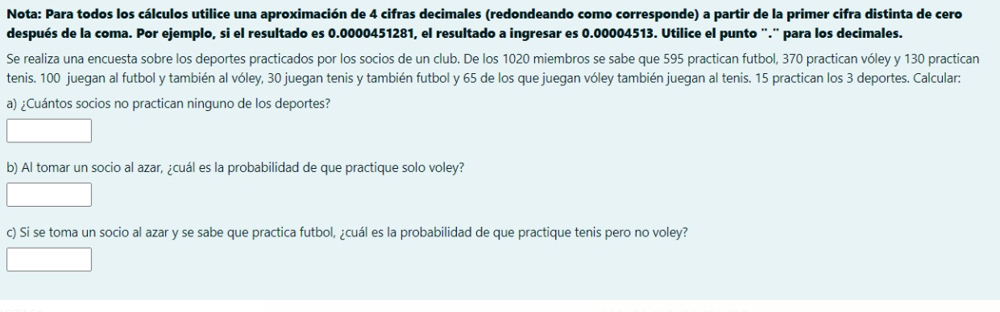 Nota: Para todos los cálculos utilice una aproximación de 4 cifras decimales (redondeando como corresponde) a partir de la primer cifra distinta de cero
después de la coma. Por ejemplo, si el resultado es 0.0000451281, el resultado a ingresar es 0.00004513. Utilice el punto "." para los decimales.
Se realiza una encuesta sobre los deportes practicados por los socios de un club. De los 1020 miembros se sabe que 595 practican futbol, 370 practican vóley y 130 practican
tenis. 100 juegan al futbol y también al vóley, 30 juegan tenis y también futbol y 65 de los que juegan vóley también juegan al tenis. 15 practican los 3 deportes. Calcular:
a) ¿Cuántos socios no practican ninguno de los deportes?
b) Al tomar un socio al azar, ¿cuál es la probabilidad de que practique solo voley?
c) Si se toma un socio al azar y se sabe que practica futbol, ¿cuál es la probabilidad de que practique tenis pero no voley?